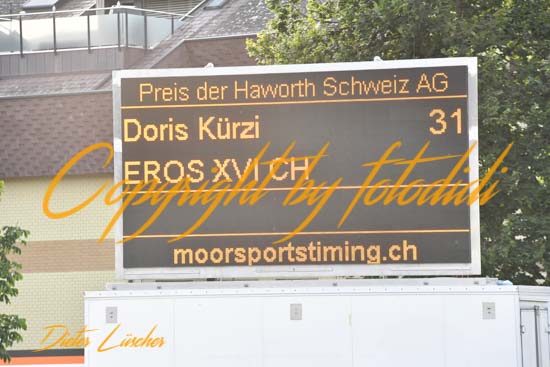 Preis der Haworth Schweiz AG
Doris Kürzi 31
EROS XVI CH
Copyright by fotodidi
moorsportstiming.ch
Dieter Lüscher